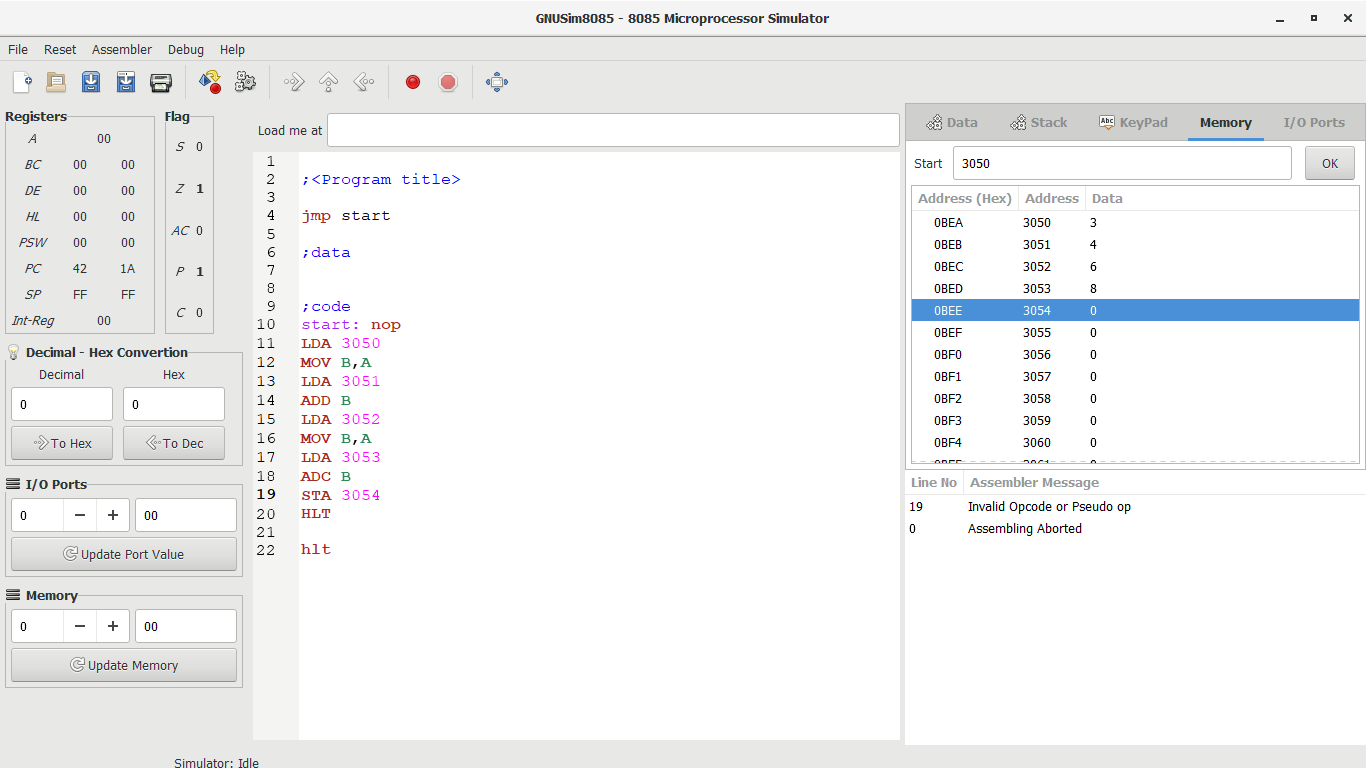 GNUSim8085 - 8085 Microprocessor Simulator
File Reset Assembler Debug Help
Registers
A 00
BC 00 00
DE 00 00
HL 00 00
PSW 00 00
PC 42 1A
SP FF FF
Int-Reg 00
Flag
S 0
Z 1
AC 0
P 1
C 0
Decimal - Hex Convertion
Decimal Hex
0 0
To Hex To Dec
I/O Ports
0 − + 00
Update Port Value
Memory
0 − + 00
Update Memory
Load me at
1
2 ;<Program title>
3
4 jmp start
5
6 ;data
7
8
9 ;code
10 start: nop
11 LDA 3050
12 MOV B,A
13 LDA 3051
14 ADD B
15 LDA 3052
16 MOV B,A
17 LDA 3053
18 ADC B
19 STA 3054
20 HLT
21
22 hlt
Data Stack Abc KeyPad Memory I/O Ports
Start 3050 OK
Address (Hex) Address Data
0BEA 3050 3
0BEB 3051 4
0BEC 3052 6
0BED 3053 8
0BEE 3054 0
0BEF 3055 0
0BF0 3056 0
0BF1 3057 0
0BF2 3058 0
0BF3 3059 0
0BF4 3060 0
0BF5 3061 0
Line No Assembler Message
19 Invalid Opcode or Pseudo op
0 Assembling Aborted
Simulator: Idle